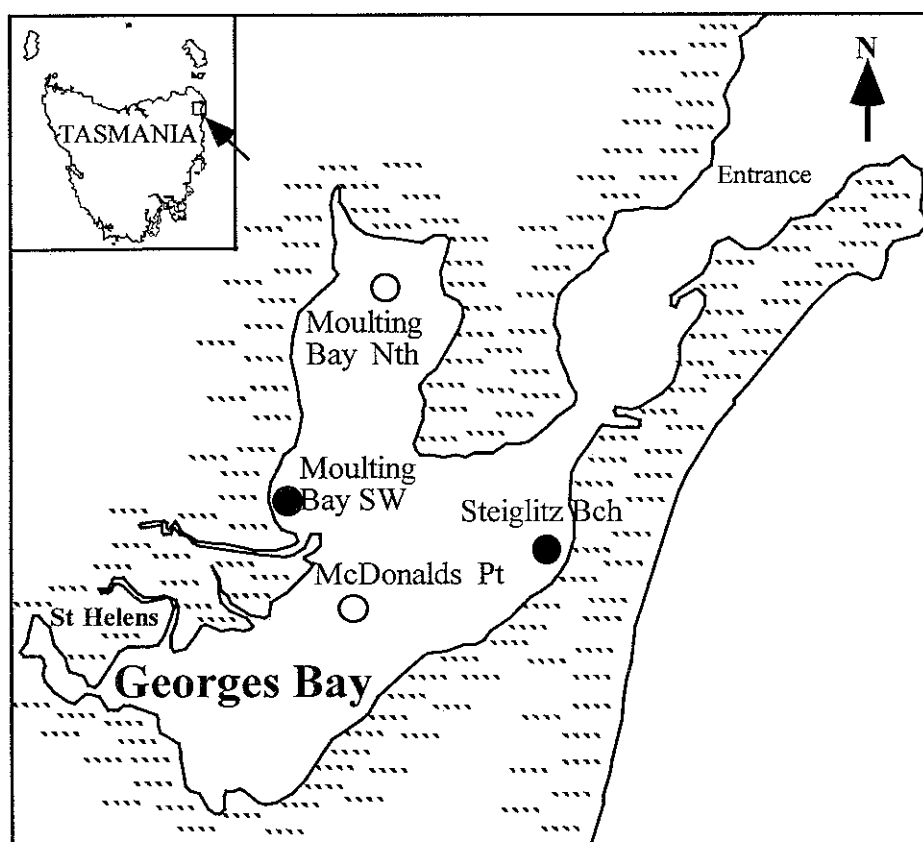 TASMANIA
N
Entrance
Moulting
Bay Nth
Moulting
Bay SW
Steiglitz Bch
McDonalds Pt
St Helens
Georges Bay